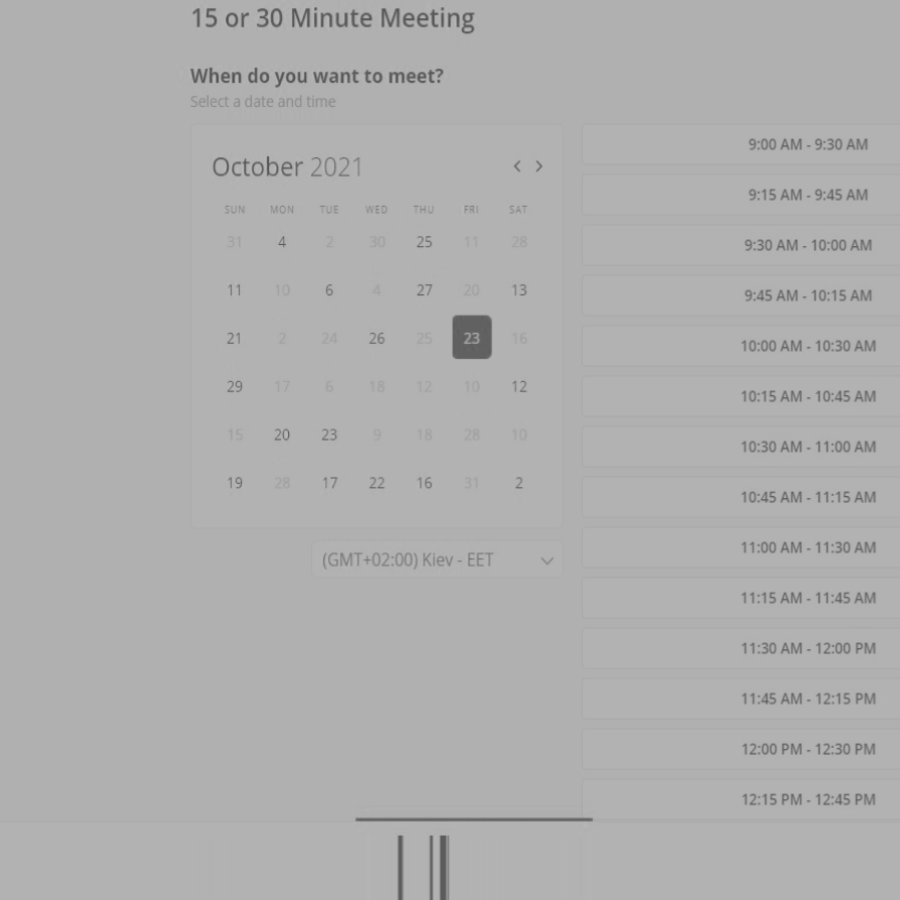 15 or 30 Minute Meeting
When do you want to meet?
Select a date and time
October 2021
SUN MON TUE WED THU FRI SAT
31 4 2 30 25 11 28
11 10 6 4 27 20 13
21 2 24 26 25 23 16
29 17 6 18 12 10 12
15 20 23 9 18 28 10
19 28 17 22 16 31 2
(GMT+02:00) Kiev - EET
9:00 AM - 9:30 AM
9:15 AM - 9:45 AM
9:30 AM - 10:00 AM
9:45 AM - 10:15 AM
10:00 AM - 10:30 AM
10:15 AM - 10:45 AM
10:30 AM - 11:00 AM
10:45 AM - 11:15 AM
11:00 AM - 11:30 AM
11:15 AM - 11:45 AM
11:30 AM - 12:00 PM
11:45 AM - 12:15 PM
12:00 PM - 12:30 PM
12:15 PM - 12:45 PM